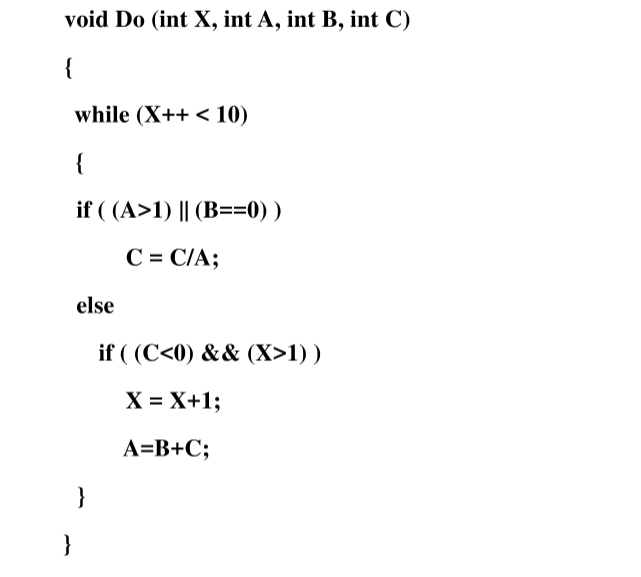 void Do (int X, int A, int B, int C)
{
while (X++ < 10)
{
if ( (A>1) || (B==0) )
C = C/A;
else
if ( (C<0) && (X>1) )
X = X+1;
A=B+C;
}
}